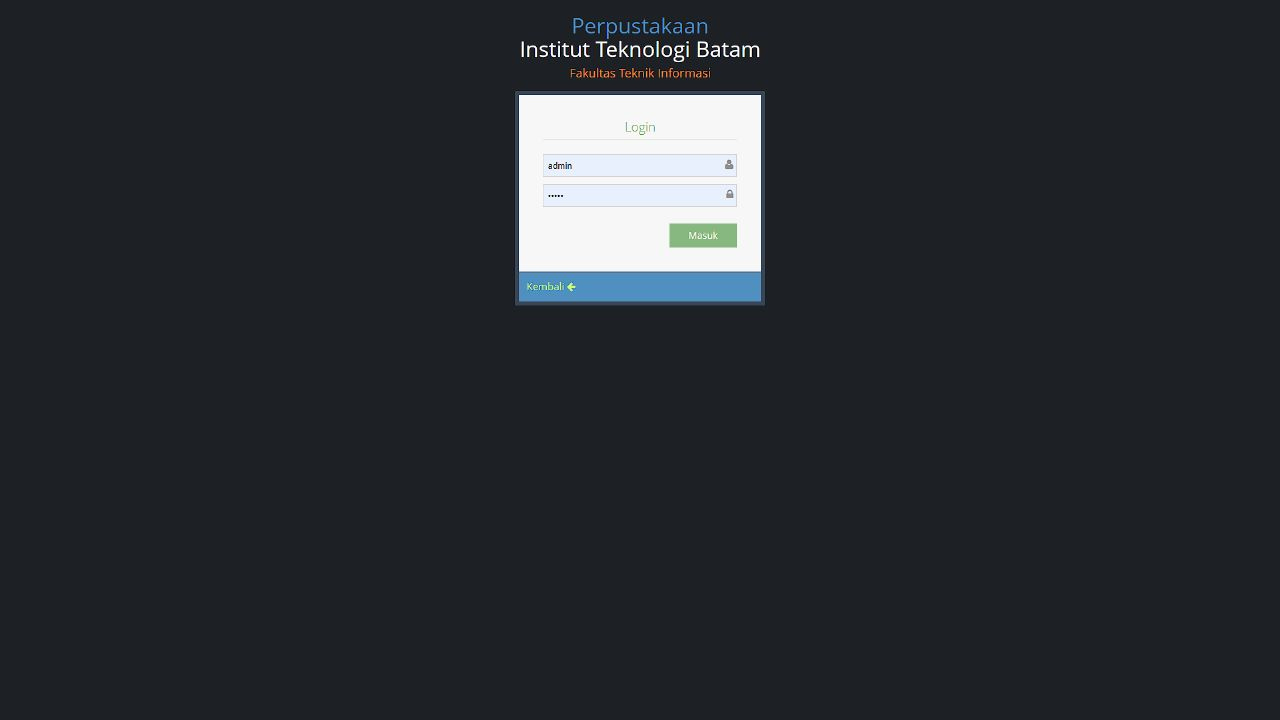 Perpustakaan
Institut Teknologi Batam
Fakultas Teknik Informasi
Login
admin
•••••
Masuk
Kembali